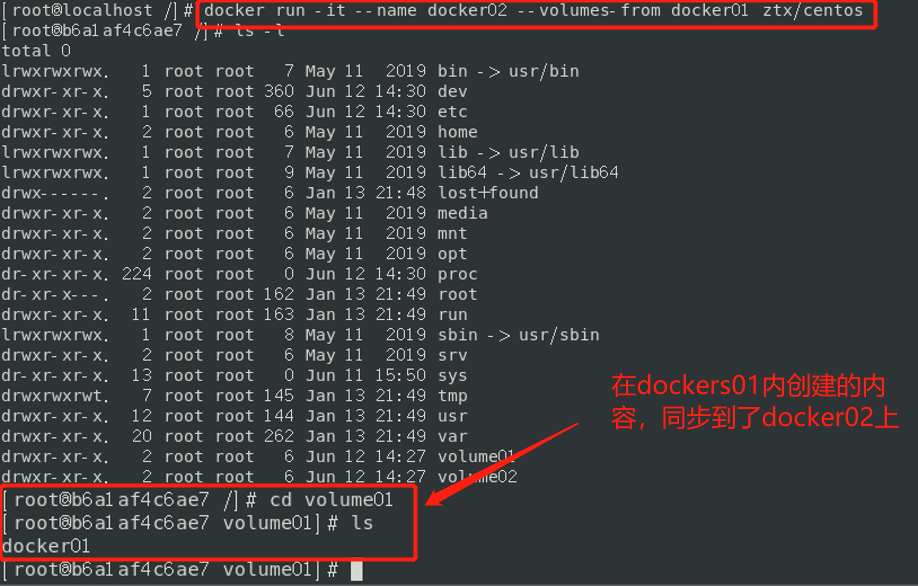 [root@localhost /]# docker run -it --name docker02 --volumes-from docker01 ztx/centos
[root@b6a1af4c6ae7 /]# ls -l
total 0
lrwxrwxrwx.   1 root root   7 May 11  2019 bin -> usr/bin
drwxr-xr-x.   5 root root 360 Jun 12 14:30 dev
drwxr-xr-x.   1 root root  66 Jun 12 14:30 etc
drwxr-xr-x.   2 root root   6 May 11  2019 home
lrwxrwxrwx.   1 root root   7 May 11  2019 lib -> usr/lib
lrwxrwxrwx.   1 root root   9 May 11  2019 lib64 -> usr/lib64
drwx------.   2 root root   6 Jan 13 21:48 lost+found
drwxr-xr-x.   2 root root   6 May 11  2019 media
drwxr-xr-x.   2 root root   6 May 11  2019 mnt
drwxr-xr-x.   2 root root   6 May 11  2019 opt
dr-xr-xr-x. 224 root root   0 Jun 12 14:30 proc
dr-xr-x---.   2 root root 162 Jan 13 21:49 root
drwxr-xr-x.  11 root root 163 Jan 13 21:49 run
lrwxrwxrwx.   1 root root   8 May 11  2019 sbin -> usr/sbin
drwxr-xr-x.   2 root root   6 May 11  2019 srv
dr-xr-xr-x.  13 root root   0 Jun 11 15:50 sys
drwxrwxrwt.   7 root root 145 Jan 13 21:49 tmp
drwxr-xr-x.  12 root root 144 Jan 13 21:49 usr
drwxr-xr-x.  20 root root 262 Jan 13 21:49 var
drwxr-xr-x.   2 root root   6 Jun 12 14:27 volume01
drwxr-xr-x.   2 root root   6 Jun 12 14:27 volume02
[root@b6a1af4c6ae7 /]# cd volume01
[root@b6a1af4c6ae7 volume01]# ls
docker01
[root@b6a1af4c6ae7 volume01]#
在dockers01内创建的内
容，同步到了docker02上